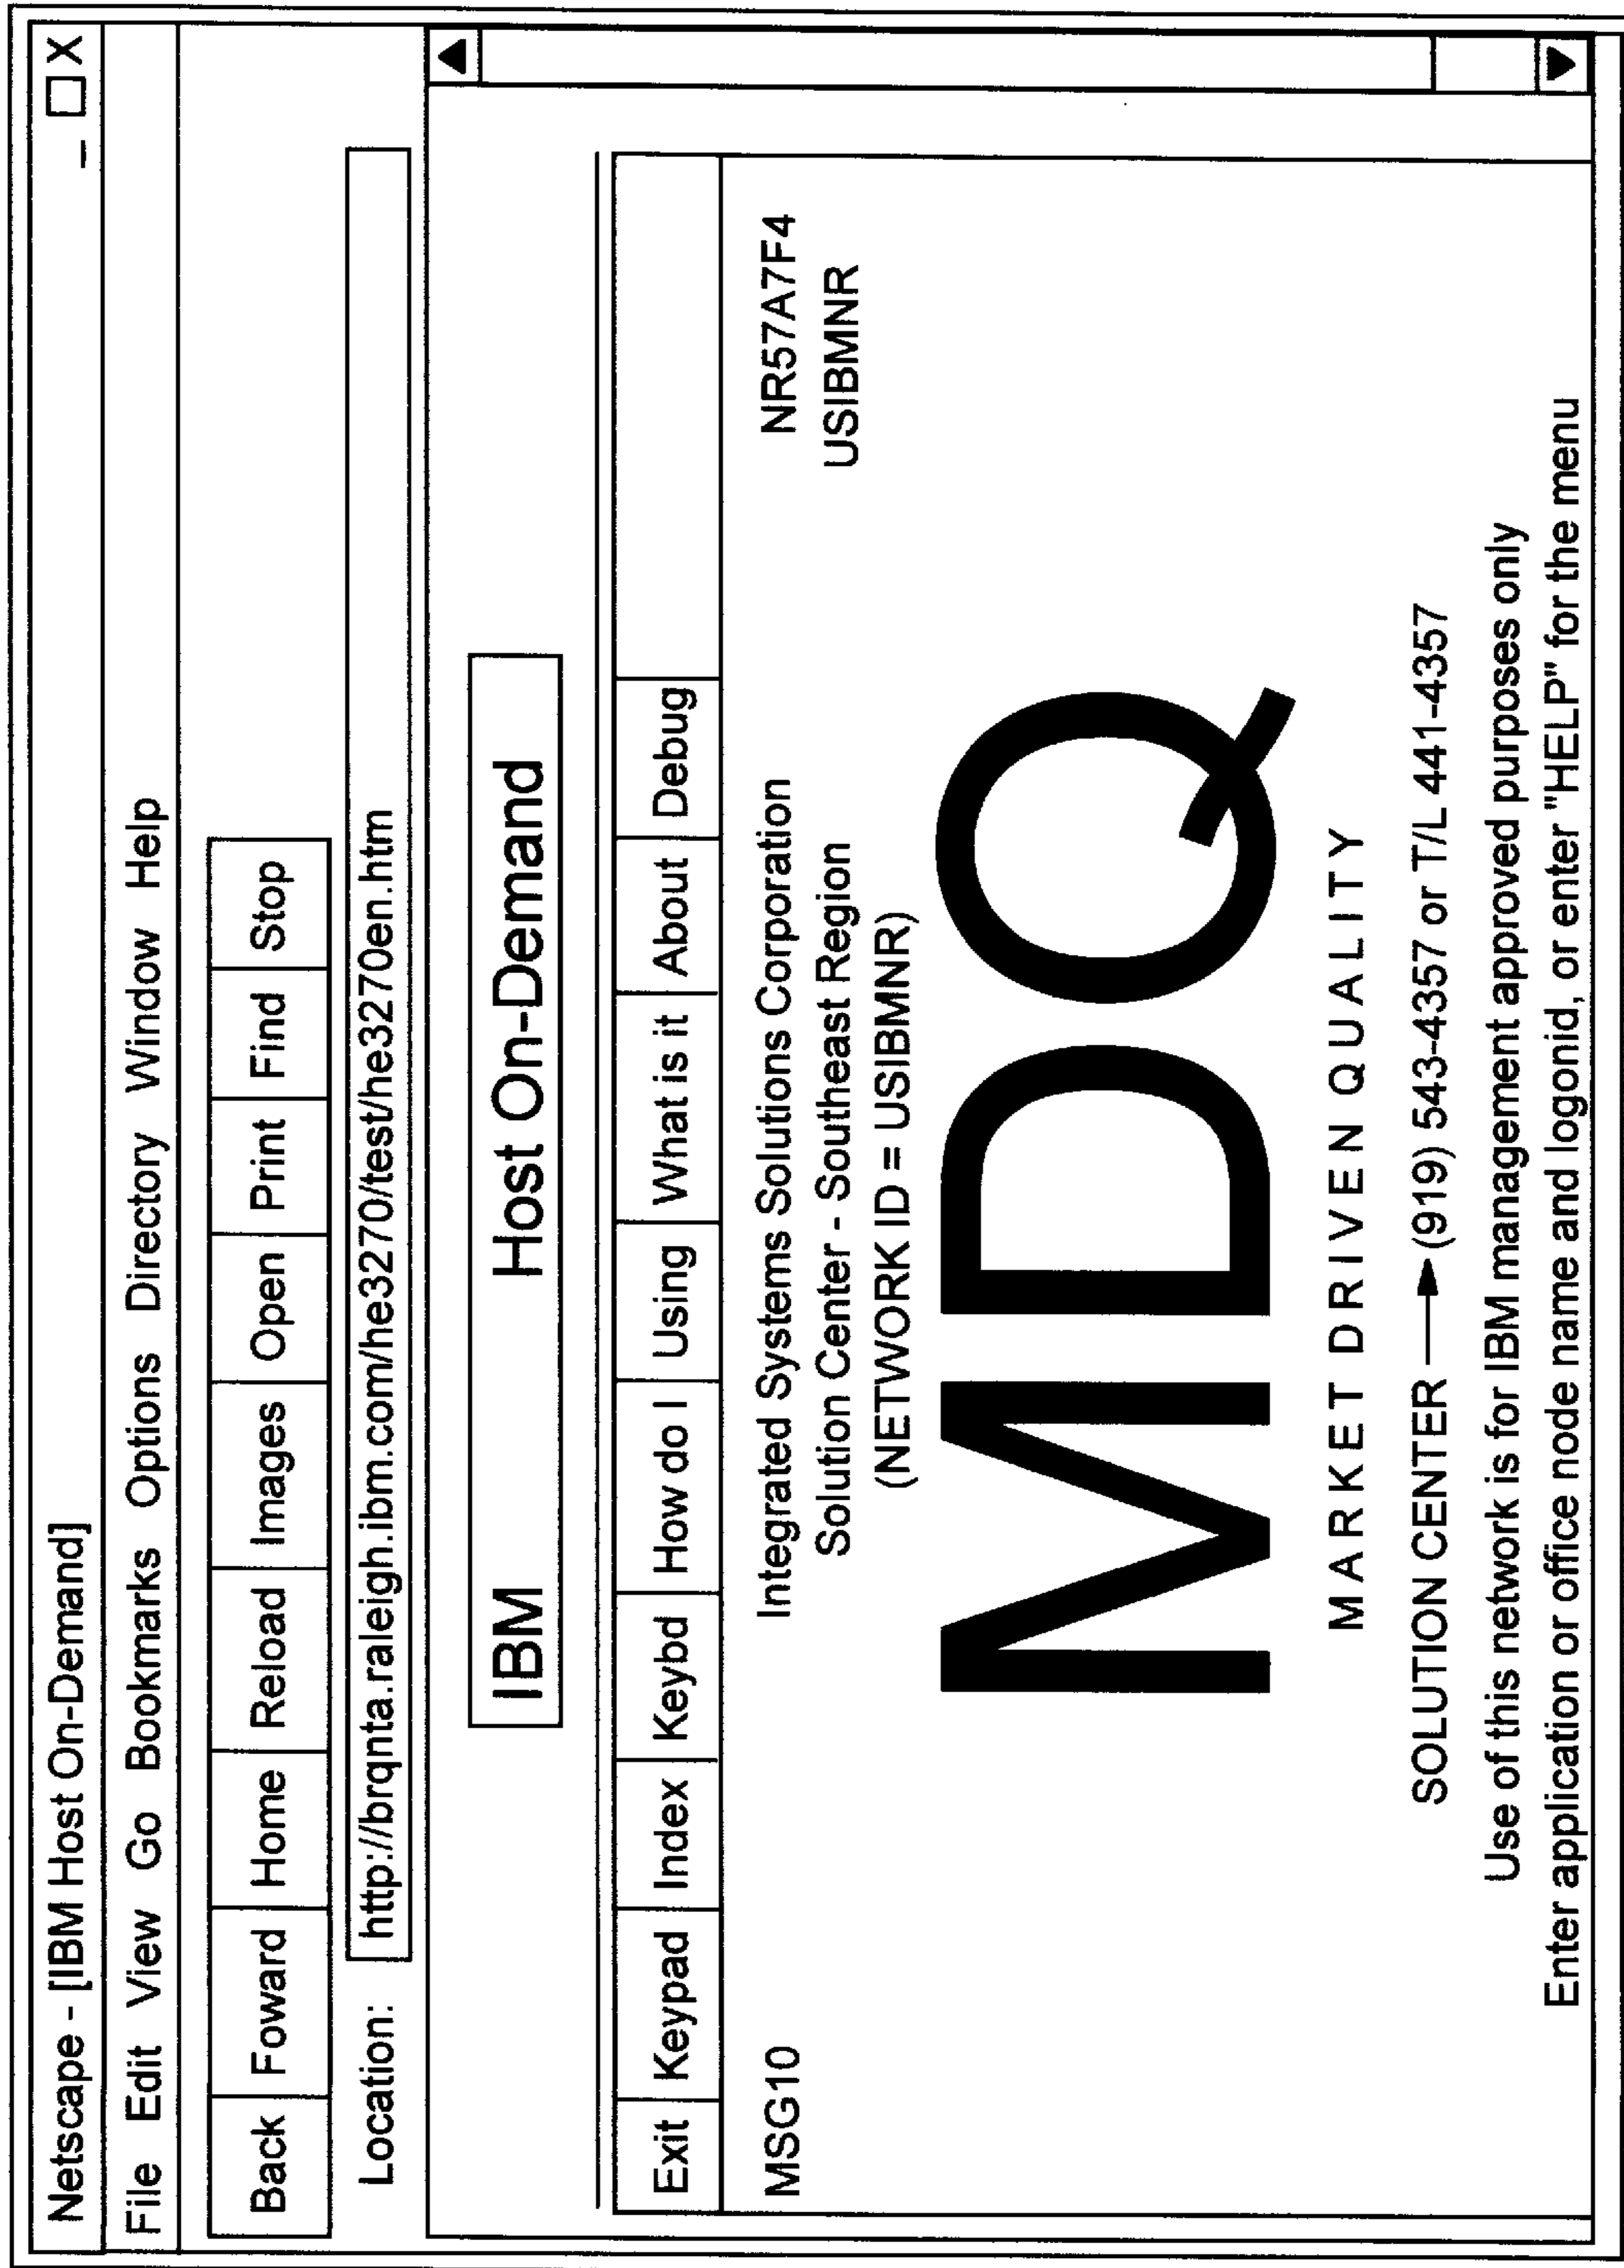 Netscape - [IBM Host On-Demand] _ □ X
File Edit View Go Bookmarks Options Directory Window Help
Back Foward Home Reload Images Open Print Find Stop
Location: http://brqnta.raleigh.ibm.com/he3270/test/he3270en.htm
IBM Host On-Demand
Exit Keypad Index Keybd How do I Using What is it About Debug
MSG10 Integrated Systems Solutions Corporation NR57A7F4
Solution Center - Southeast Region USIBMNR
(NETWORK ID = USIBMNR)
MDQ
MARKET DRIVEN QUALITY
SOLUTION CENTER → (919) 543-4357 or T/L 441-4357
Use of this network is for IBM management approved purposes only
Enter application or office node name and logonid, or enter "HELP" for the menu